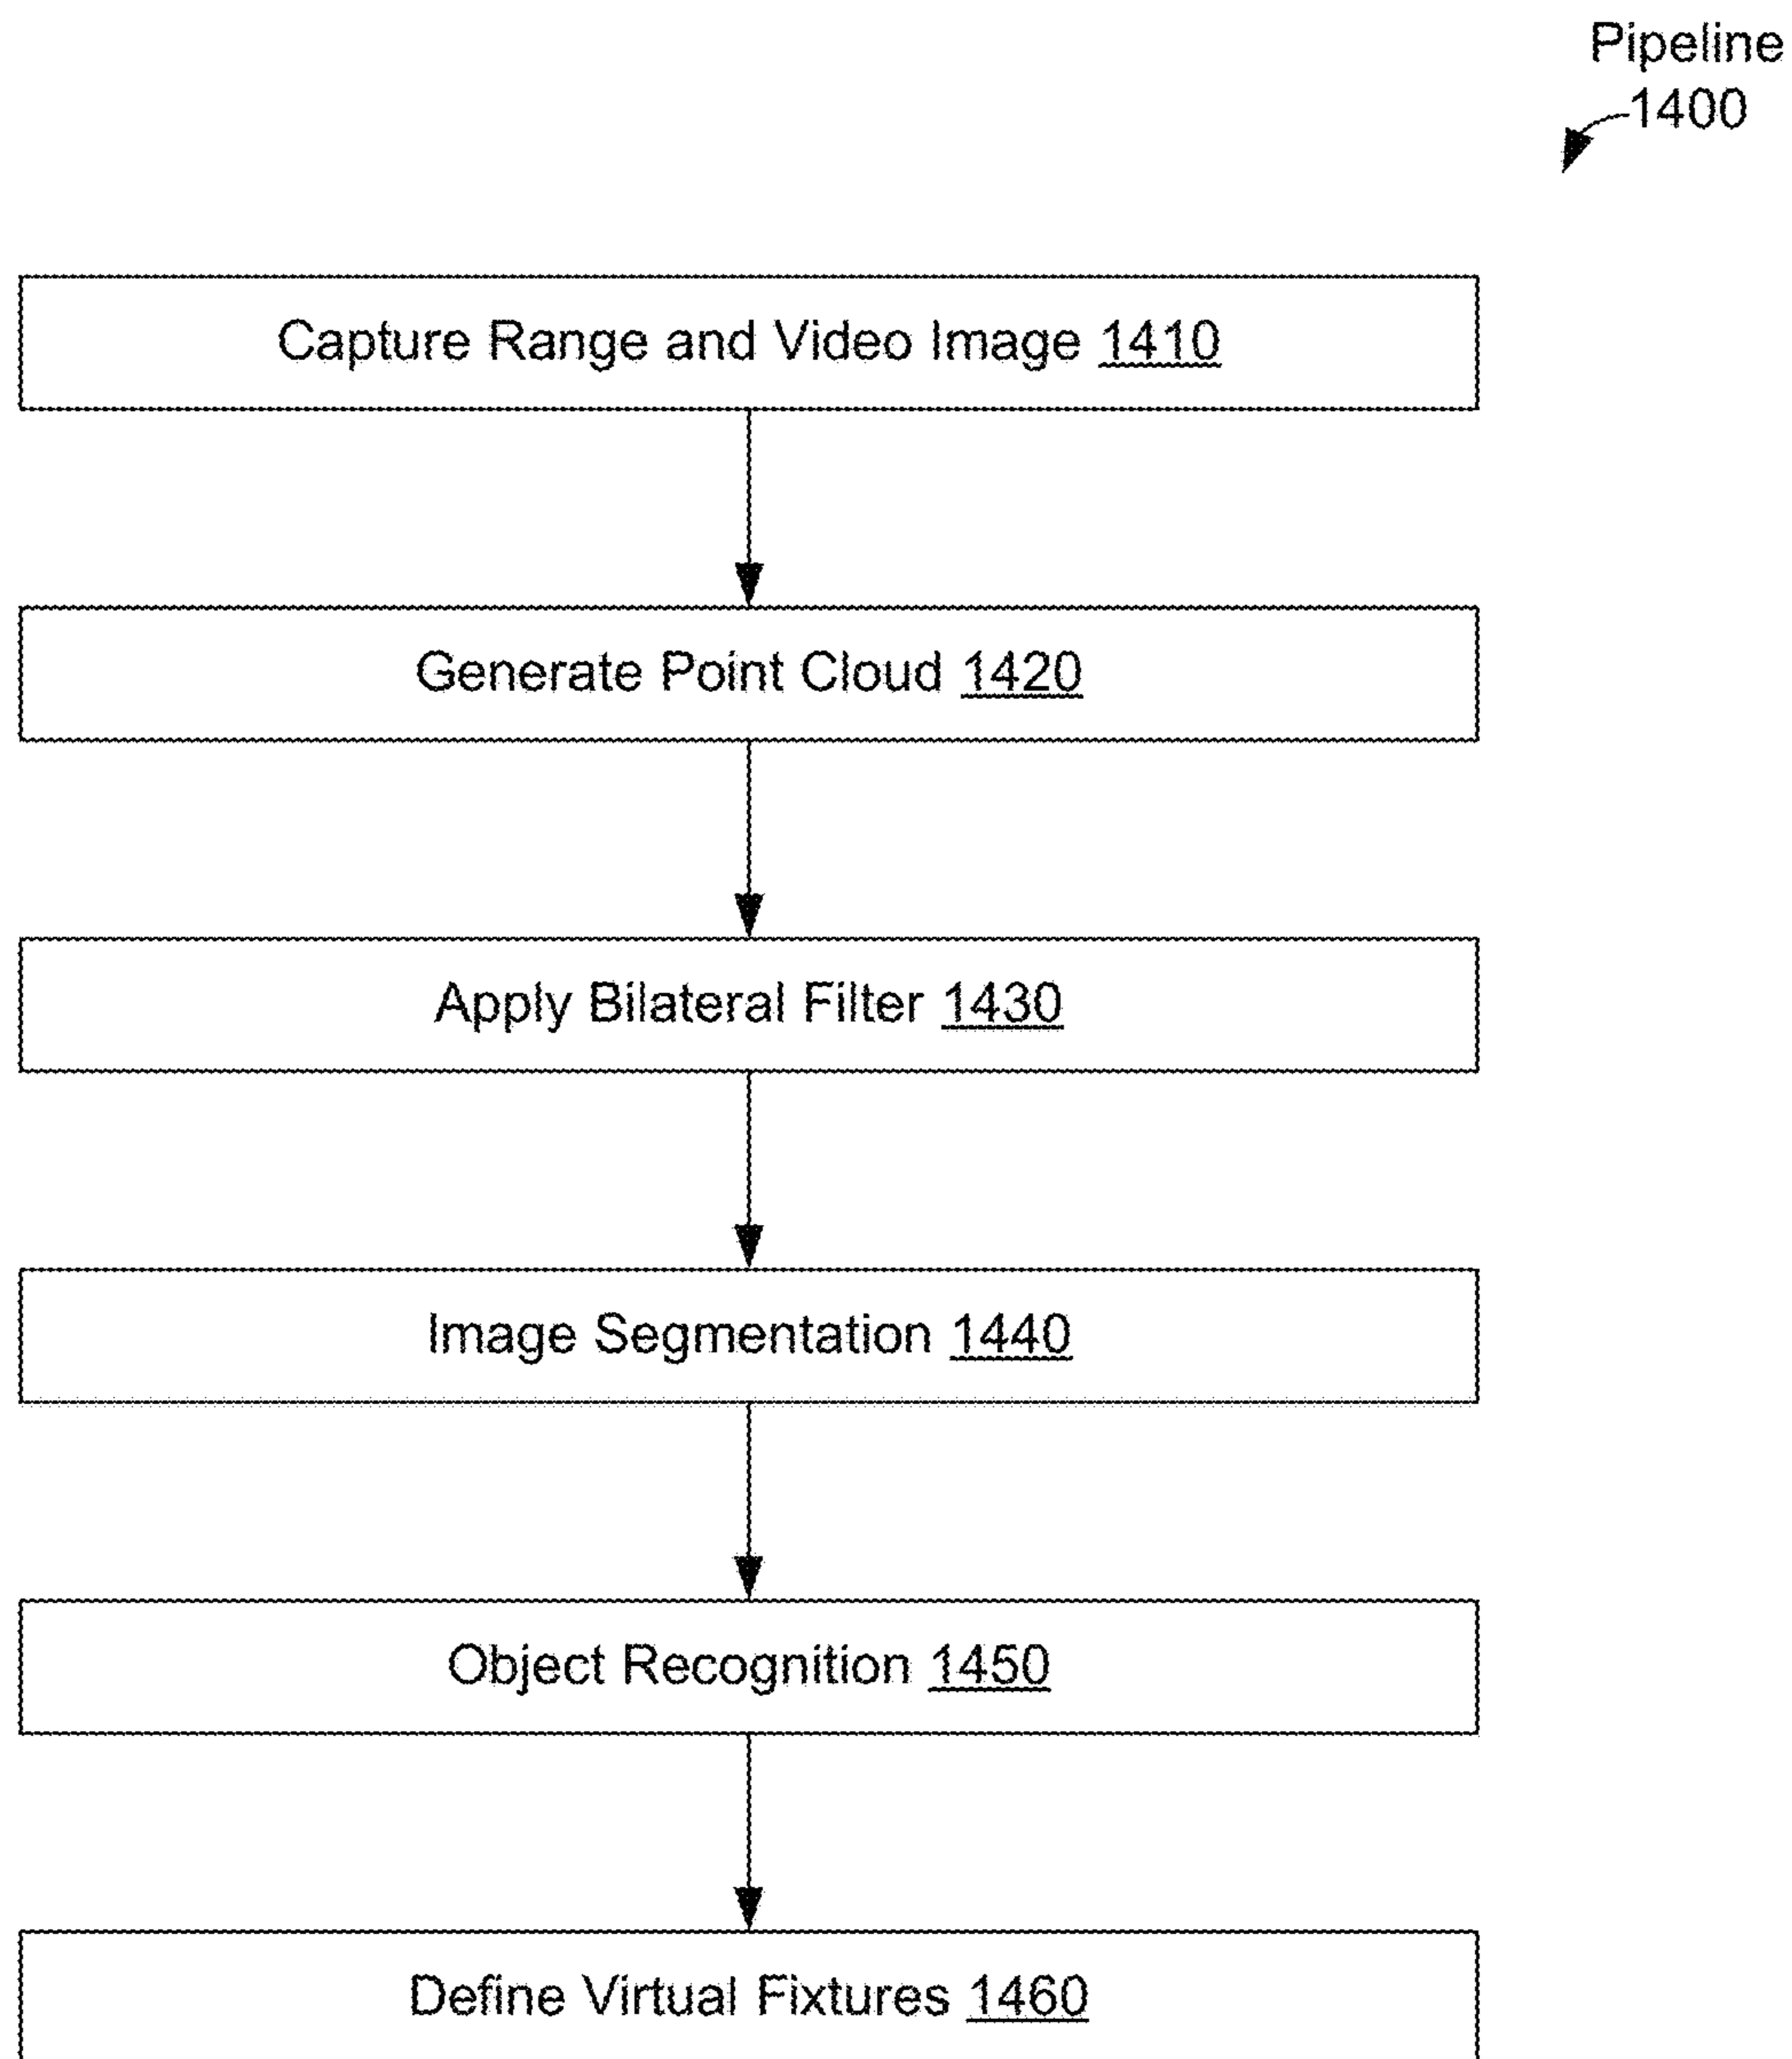 Pipeline
1400
Capture Range and Video Image 1410
Generate Point Cloud 1420
Apply Bilateral Filter 1430
Image Segmentation 1440
Object Recognition 1450
Define Virtual Fixtures 1460